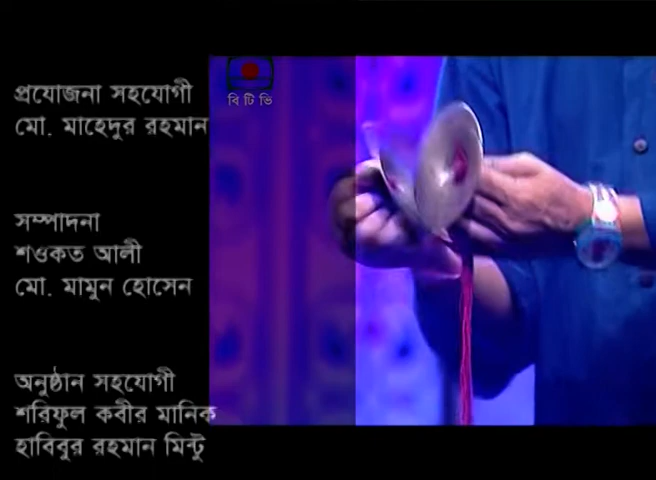 বি টি ভি
প্রযোজনা সহযোগী
মো. মাহেদুর রহমান
সম্পাদনা
শওকত আলী
মো. মামুন হোসেন
অনুষ্ঠান সহযোগী
শরিফুল কবীর মানিক
হাবিবুর রহমান মিন্টু